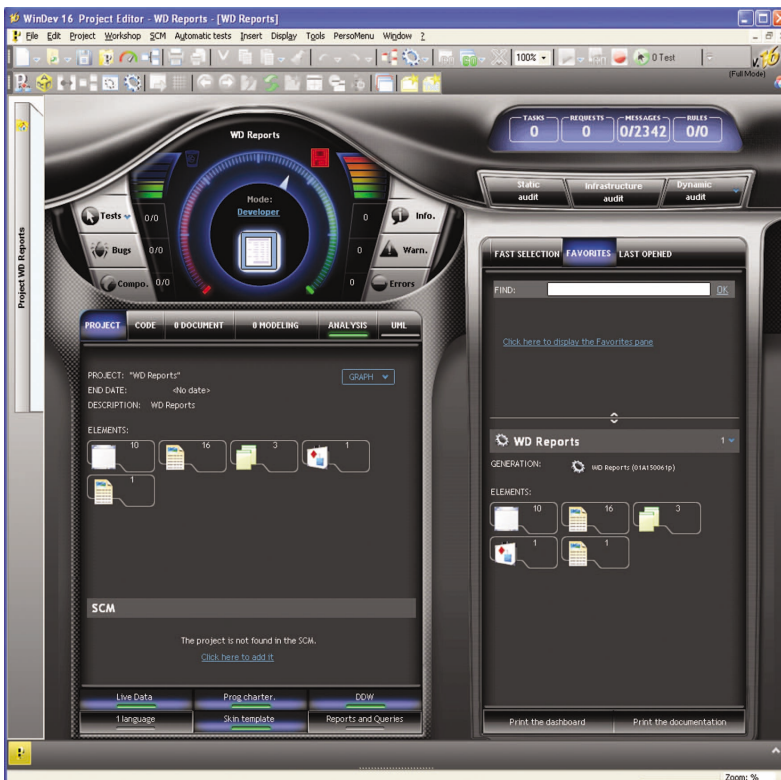 WinDev 16 Project Editor - WD Reports - [WD Reports]
File Edit Project Workshop SCM Automatic tests Insert Display Tools PersoMenu Window ?
100% 0 Test
(Full Mode)
TASKS REQUESTS MESSAGES RULES
0 0 0/2342 0/0
WD Reports
Static audit Infrastructure audit Dynamic audit
Mode:
Developer
Tests 0/0 0 Info.
Bugs 0/0 0 Warn.
Compo. 0/0 0 Errors
Project WD Reports
FAST SELECTION FAVORITES LAST OPENED
FIND: OK
Click here to display the Favorites pane
PROJECT CODE 0 DOCUMENT 0 MODELING ANALYSIS UML
PROJECT: "WD Reports" GRAPH
END DATE: <No date>
DESCRIPTION: WD Reports
ELEMENTS:
10 16 3 1
1
WD Reports 1
GENERATION: WD Reports (01A150061p)
ELEMENTS:
10 16 3
1 1
SCM
The project is not found in the SCM.
Click here to add it
Live Data Prog charter. DDW
1 language Skin template Reports and Queries
Print the dashboard Print the documentation
Zoom: %